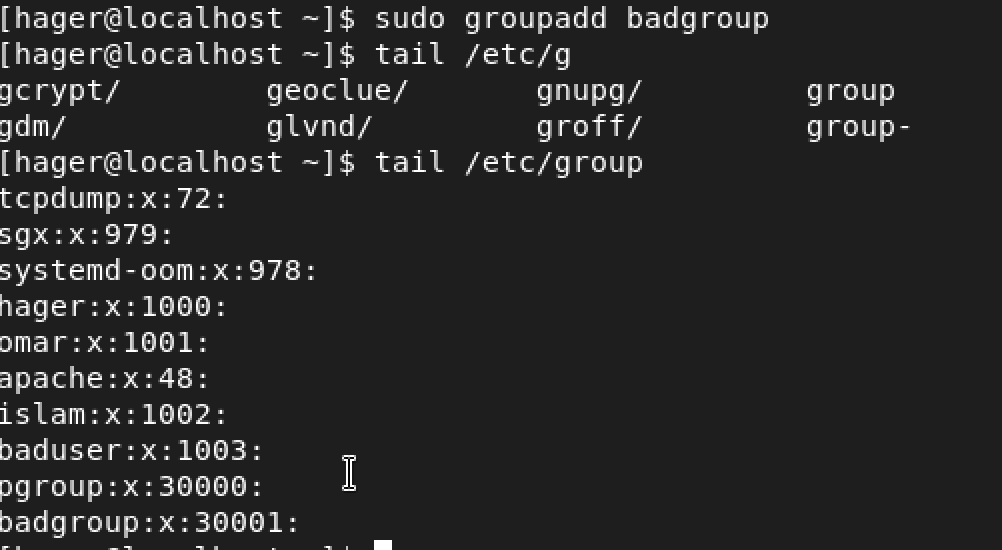 [hager@localhost ~]$ sudo groupadd badgroup
[hager@localhost ~]$ tail /etc/g
gcrypt/ geoclue/ gnupg/ group
gdm/ glvnd/ groff/ group-
[hager@localhost ~]$ tail /etc/group
tcpdump:x:72:
sgx:x:979:
systemd-oom:x:978:
hager:x:1000:
omar:x:1001:
apache:x:48:
islam:x:1002:
baduser:x:1003:
pgroup:x:30000:
badgroup:x:30001:
[hager@localhost ~]$